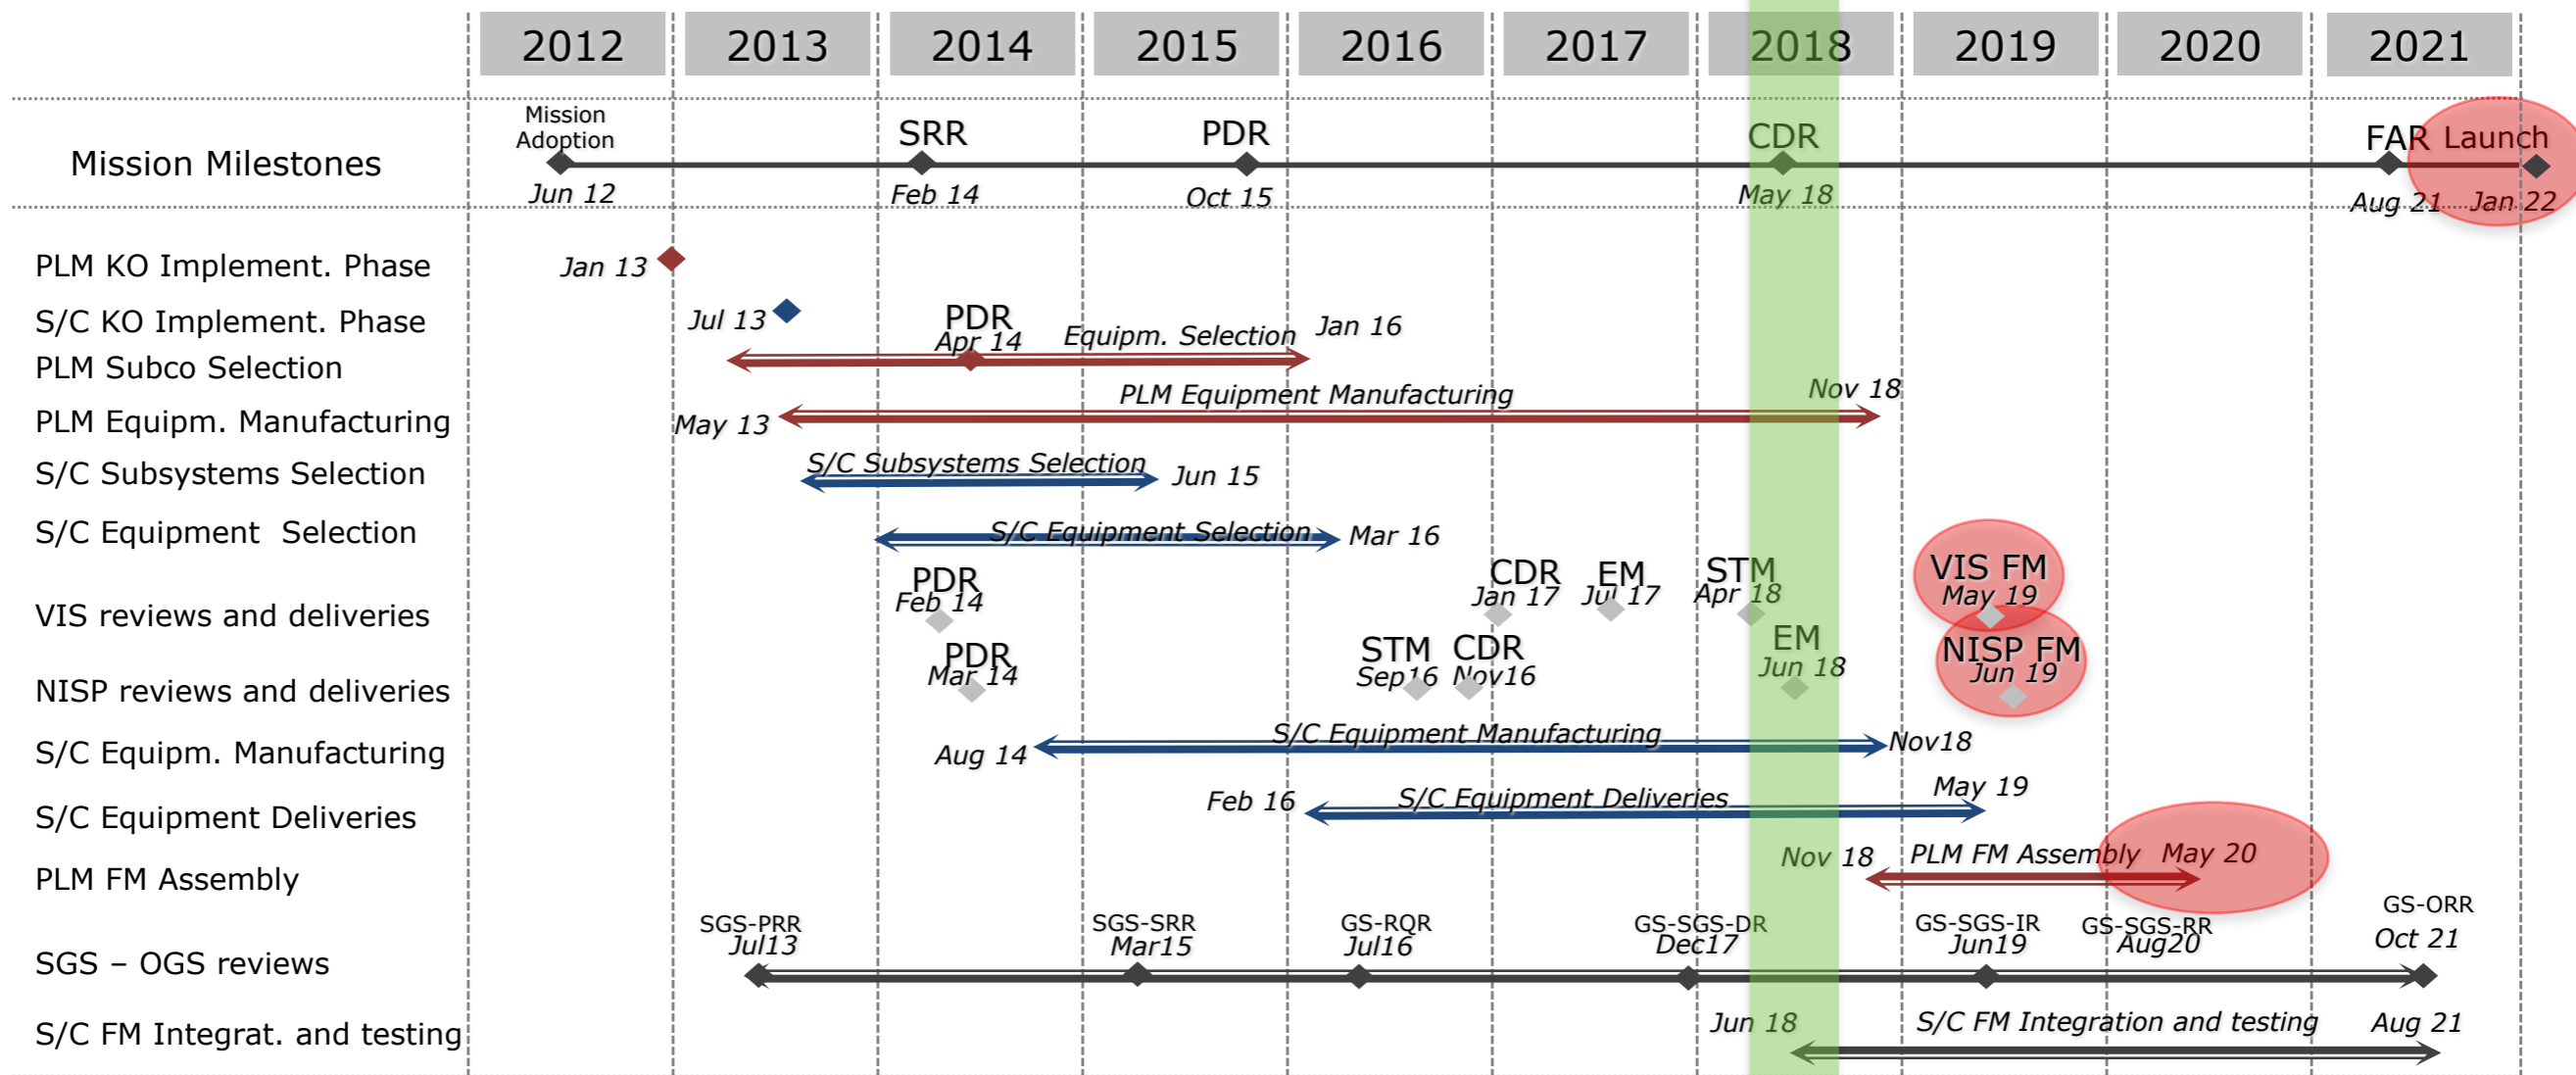 2012 2013 2014 2015 2016 2017 2018 2019 2020 2021
Mission
Adoption
SRR PDR CDR FAR Launch
Mission Milestones
Jun 12 Feb 14 Oct 15 May 18 Aug 21 Jan 22
PLM KO Implement. Phase Jan 13
S/C KO Implement. Phase Jul 13
PDR
Apr 14 Equipm. Selection Jan 16
PLM Subco Selection
PLM Equipment Manufacturing Nov 18
PLM Equipm. Manufacturing May 13
S/C Subsystems Selection S/C Subsystems Selection Jun 15
S/C Equipment Selection S/C Equipment Selection Mar 16
PDR CDR EM STM VIS FM
Feb 14 Jan 17 Jul 17 Apr 18 May 19
VIS reviews and deliveries
PDR STM CDR EM NISP FM
Mar 14 Sep16 Nov16 Jun 18 Jun 19
NISP reviews and deliveries
S/C Equipment Manufacturing
S/C Equipm. Manufacturing Aug 14 Nov18
Feb 16 S/C Equipment Deliveries May 19
S/C Equipment Deliveries
Nov 18 PLM FM Assembly May 20
PLM FM Assembly
SGS-PRR SGS-SRR GS-RQR GS-SGS-DR GS-SGS-IR GS-SGS-RR GS-ORR
Jul13 Mar15 Jul16 Dec17 Jun19 Aug20 Oct 21
SGS – OGS reviews
Jun 18 S/C FM Integration and testing Aug 21
S/C FM Integrat. and testing